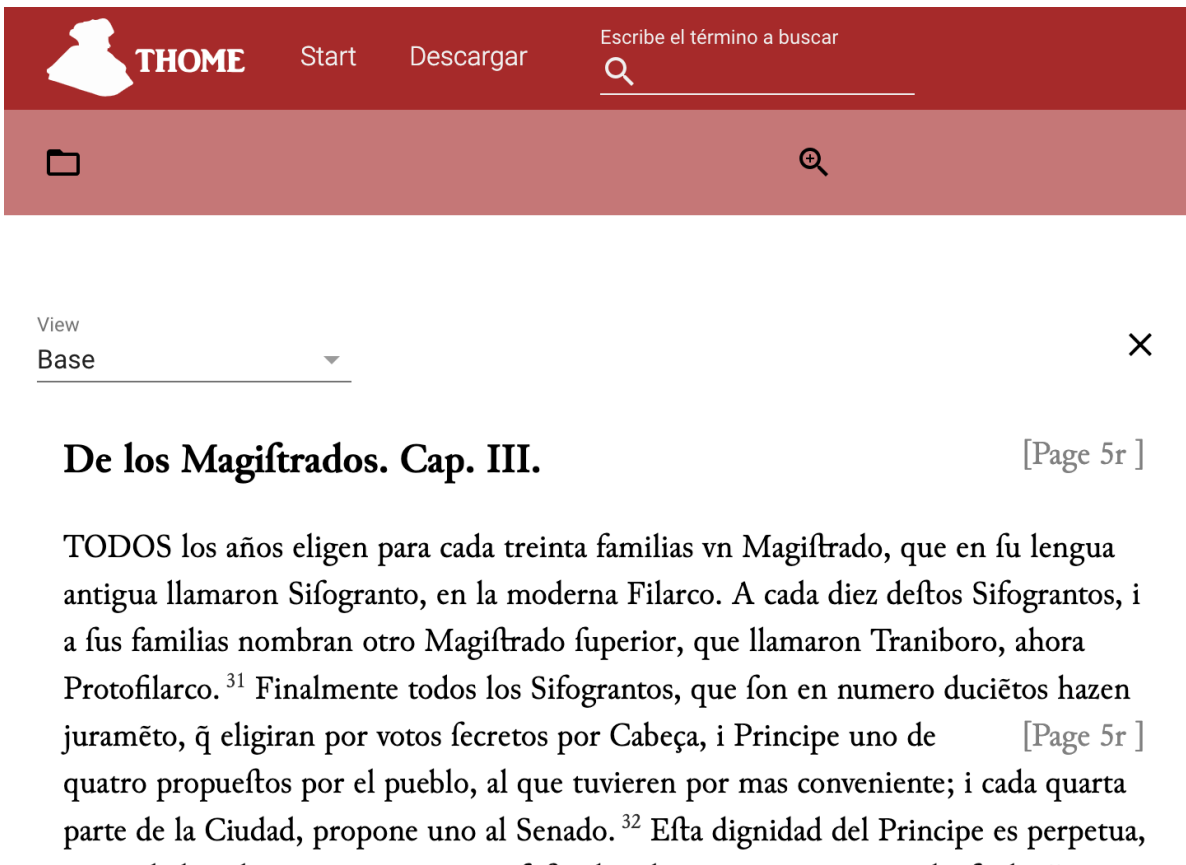 THOME Start Descargar Escribe el término a buscar
View
Base
De los Magiſtrados. Cap. III. [Page 5r ]
TODOS los años eligen para cada treinta familias vn Magiſtrado, que en ſu lengua
antigua llamaron Siſogranto, en la moderna Filarco. A cada diez deſtos Sifograntos, i
a ſus familias nombran otro Magiſtrado ſuperior, que llamaron Traniboro, ahora
Protofilarco. 31 Finalmente todos los Sifograntos, que ſon en numero duciẽtos hazen
juramẽto, q̃ eligiran por votos ſecretos por Cabeça, i Principe uno de [Page 5r ]
quatro propueſtos por el pueblo, al que tuvieren por mas conveniente; i cada quarta
parte de la Ciudad, propone uno al Senado. 32 Eſta dignidad del Principe es perpetua,